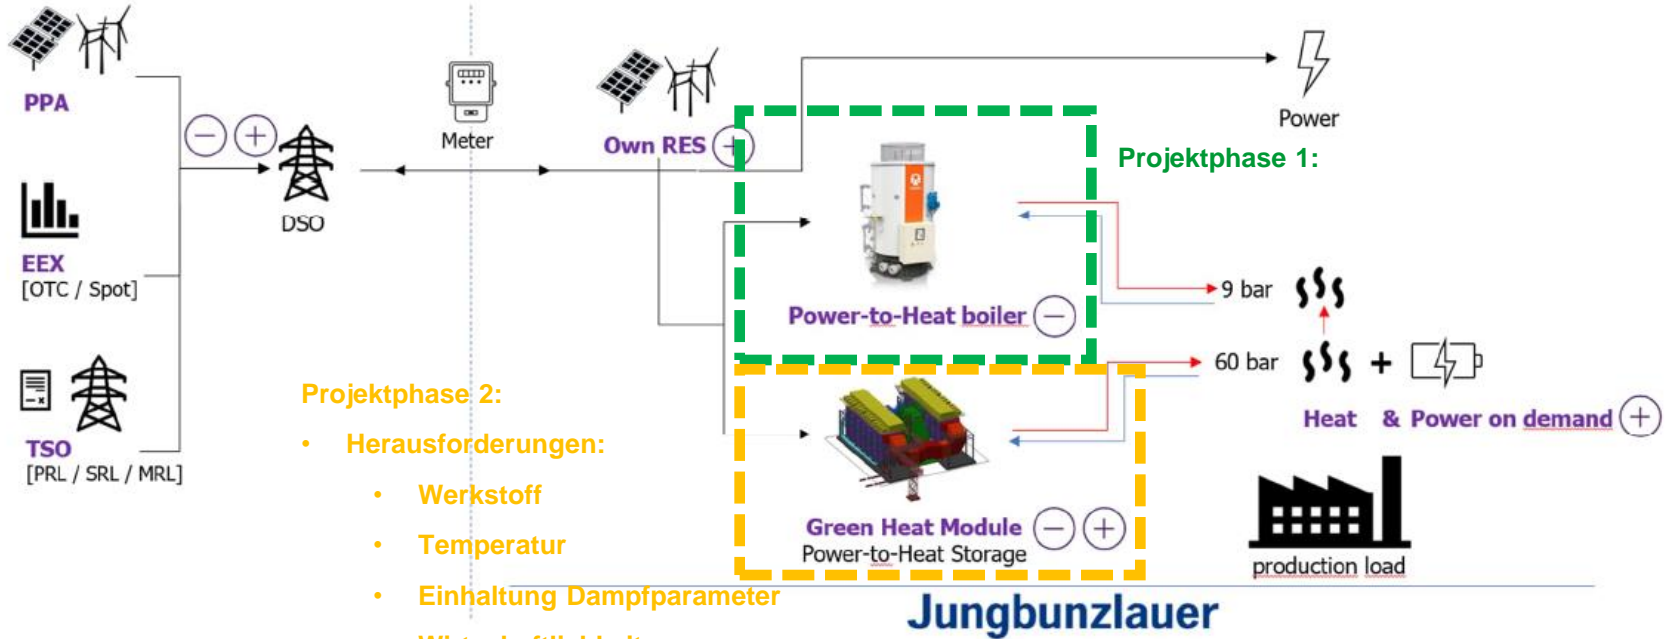 PPA
EEX
[OTC / Spot]
TSO
[PRL / SRL / MRL]
DSO
Meter
Own RES
Power
Projektphase 1:
Power-to-Heat boiler
9 bar
60 bar
Heat & Power on demand
Projektphase 2:
• Herausforderungen:
• Werkstoff
• Temperatur
• Einhaltung Dampfparameter
Green Heat Module
Power-to-Heat Storage
production load
Jungbunzlauer